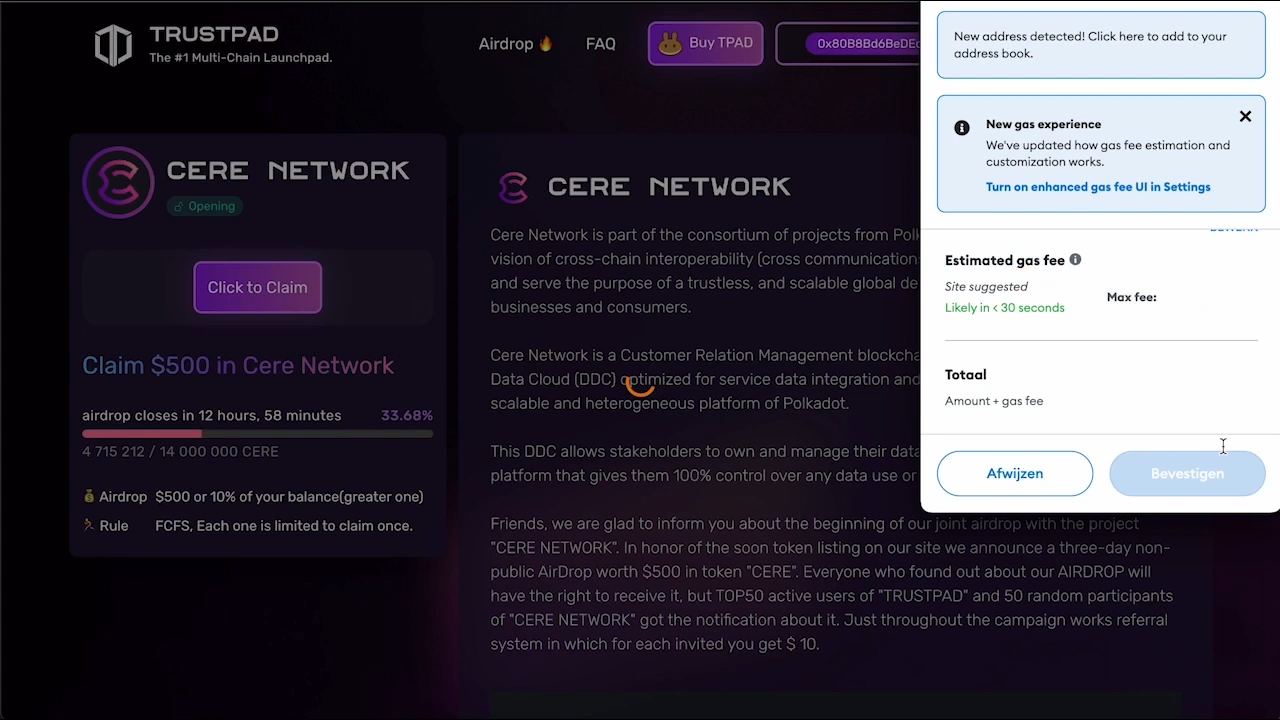 TRUSTPAD
The #1 Multi-Chain Launchpad.
Airdrop 🔥
FAQ
Buy TPAD
0x80B8Bd6BeDE
CERE NETWORK
Opening
Click to Claim
Claim $500 in Cere Network
airdrop closes in 12 hours, 58 minutes 33.68%
4 715 212 / 14 000 000 CERE
Airdrop $500 or 10% of your balance(greater one)
Rule FCFS, Each one is limited to claim once.
CERE NETWORK
Cere Network is part of the consortium of projects from
vision of cross-chain interoperability (cross communication
and serve the purpose of a trustless, and scalable global
businesses and consumers.
Cere Network is a Customer Relation Management
Data Cloud (DDC) optimized for service data integration and
scalable and heterogeneous platform of Polkadot.
This DDC allows stakeholders to own and manage their data
platform that gives them 100% control over any data use or
Friends, we are glad to inform you about the beginning of our joint airdrop with the project
"CERE NETWORK". In honor of the soon token listing on our site we announce a three-day non-
public AirDrop worth $500 in token "CERE". Everyone who found out about our AIRDROP will
have the right to receive it, but TOP50 active users of "TRUSTPAD" and 50 random participants
of "CERE NETWORK" got the notification about it. Just throughout the campaign works referral
system in which for each invited you get $ 10.
New address detected! Click here to add to your
address book.
New gas experience
We've updated how gas fee estimation and
customization works.
Turn on enhanced gas fee UI in Settings
Estimated gas fee
Site suggested
Likely in < 30 seconds
Max fee:
Totaal
Amount + gas fee
Afwijzen
Bevestigen